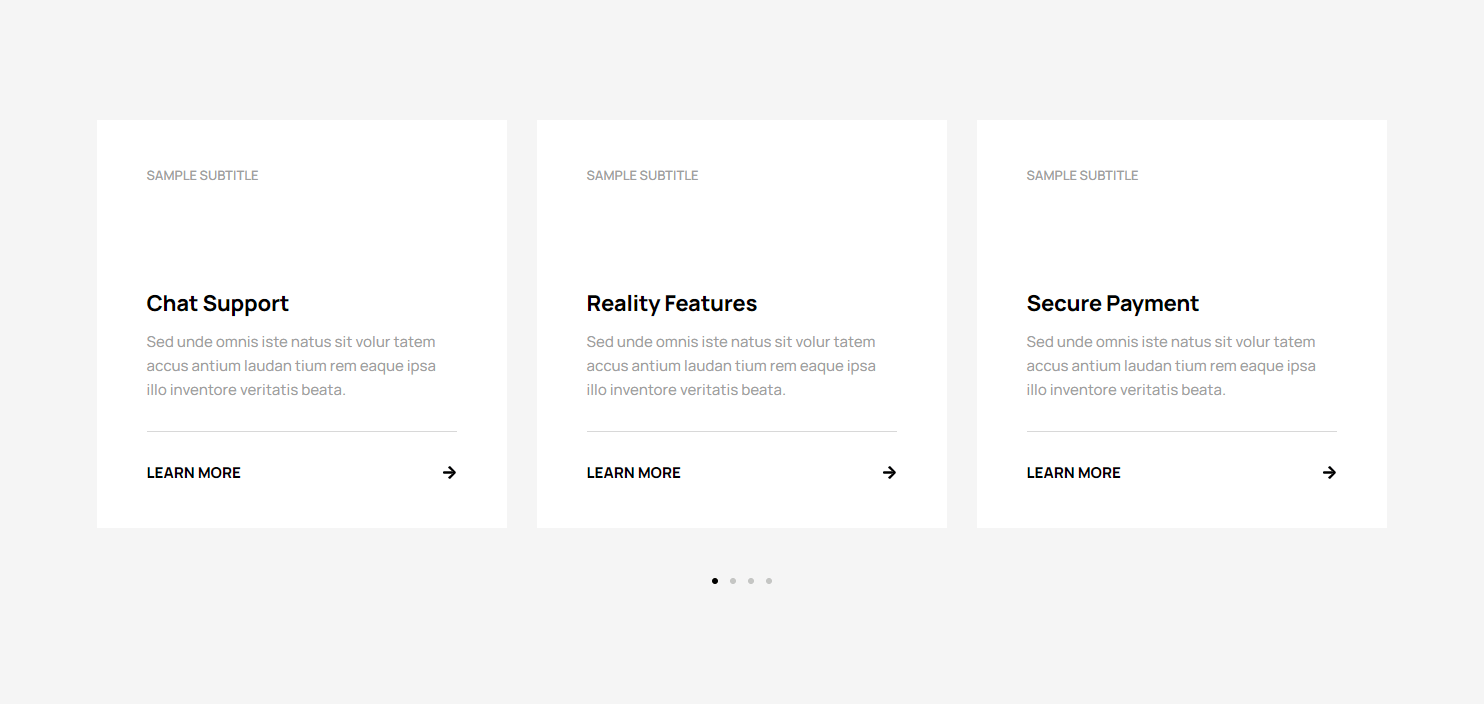 SAMPLE SUBTITLE
Chat Support
Sed unde omnis iste natus sit volur tatem
accus antium laudan tium rem eaque ipsa
illo inventore veritatis beata.
LEARN MORE
SAMPLE SUBTITLE
Reality Features
Sed unde omnis iste natus sit volur tatem
accus antium laudan tium rem eaque ipsa
illo inventore veritatis beata.
LEARN MORE
SAMPLE SUBTITLE
Secure Payment
Sed unde omnis iste natus sit volur tatem
accus antium laudan tium rem eaque ipsa
illo inventore veritatis beata.
LEARN MORE